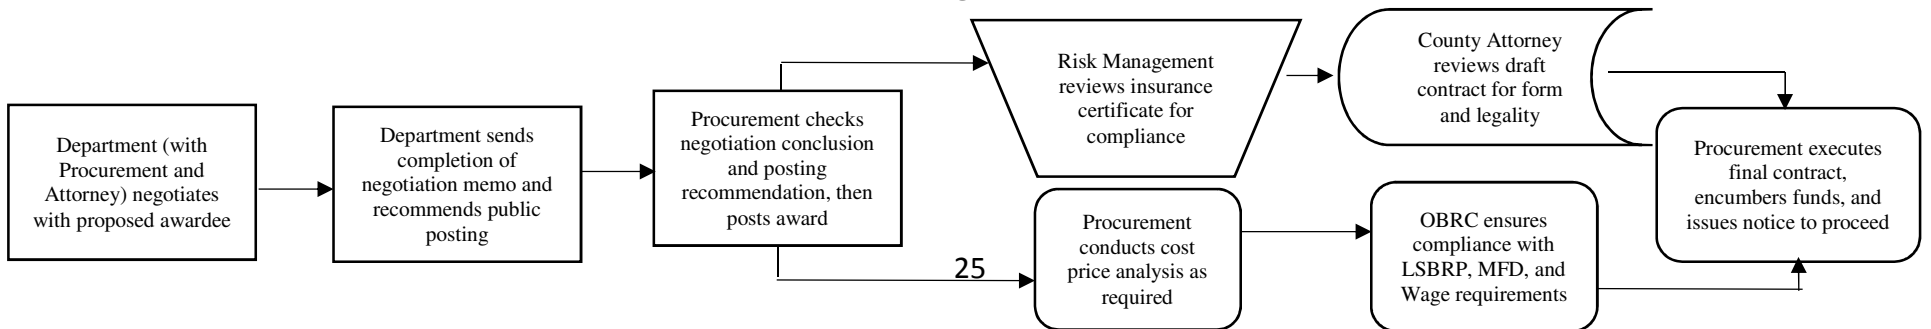 Department (with
Procurement and
Attorney) negotiates
with proposed awardee
Department sends
completion of
negotiation memo and
recommends public
posting
Procurement checks
negotiation conclusion
and posting
recommendation, then
posts award
Risk Management
reviews insurance
certificate for
compliance
County Attorney
reviews draft
contract for form
and legality
25
Procurement
conducts cost
price analysis as
required
OBRC ensures
compliance with
LSBRP, MFD, and
Wage requirements
Procurement executes
final contract,
encumbers funds, and
issues notice to proceed